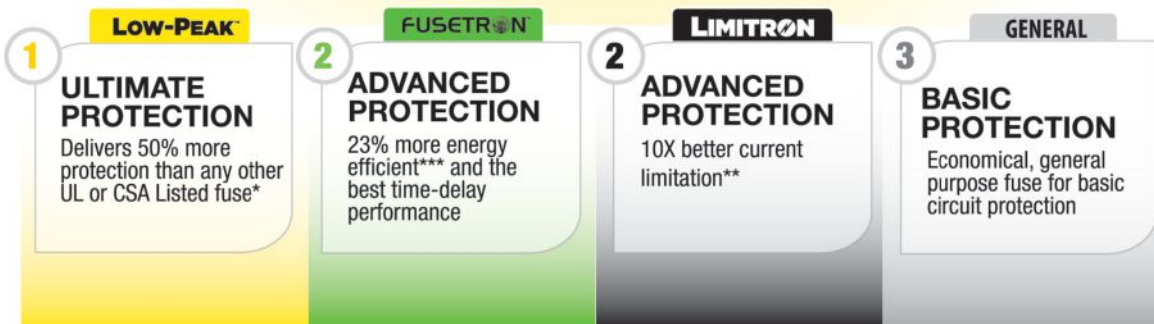 LOW-PEAK™
1
ULTIMATE
PROTECTION
Delivers 50% more
protection than any other
UL or CSA Listed fuse*
FUSETRON™
2
ADVANCED
PROTECTION
23% more energy
efficient*** and the
best time-delay
performance
LIMITRON
2
ADVANCED
PROTECTION
10X better current
limitation**
GENERAL
3
BASIC
PROTECTION
Economical, general
purpose fuse for basic
circuit protection